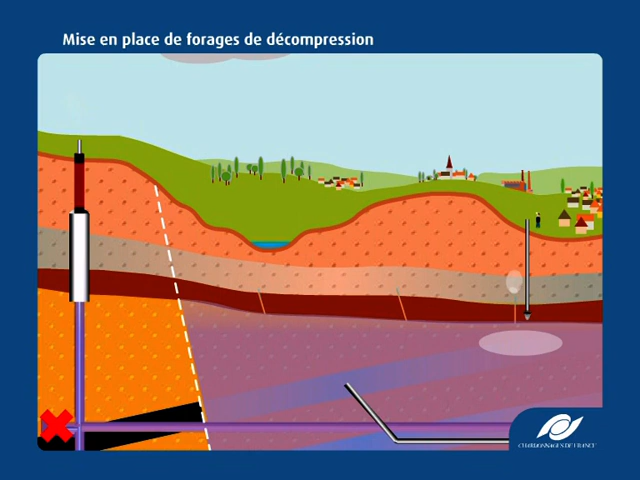 Mise en place de forages de décompression
CHARBONNAGES DE FRANCE